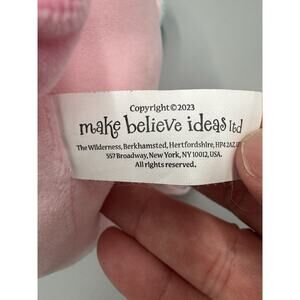 Copyright © 2023
make believe ideas ltd
The Wilderness, Berkhamsted, Hertfordshire, HP4 2AZ,
557 Broadway, New York, NY 10012, USA.
All rights reserved.